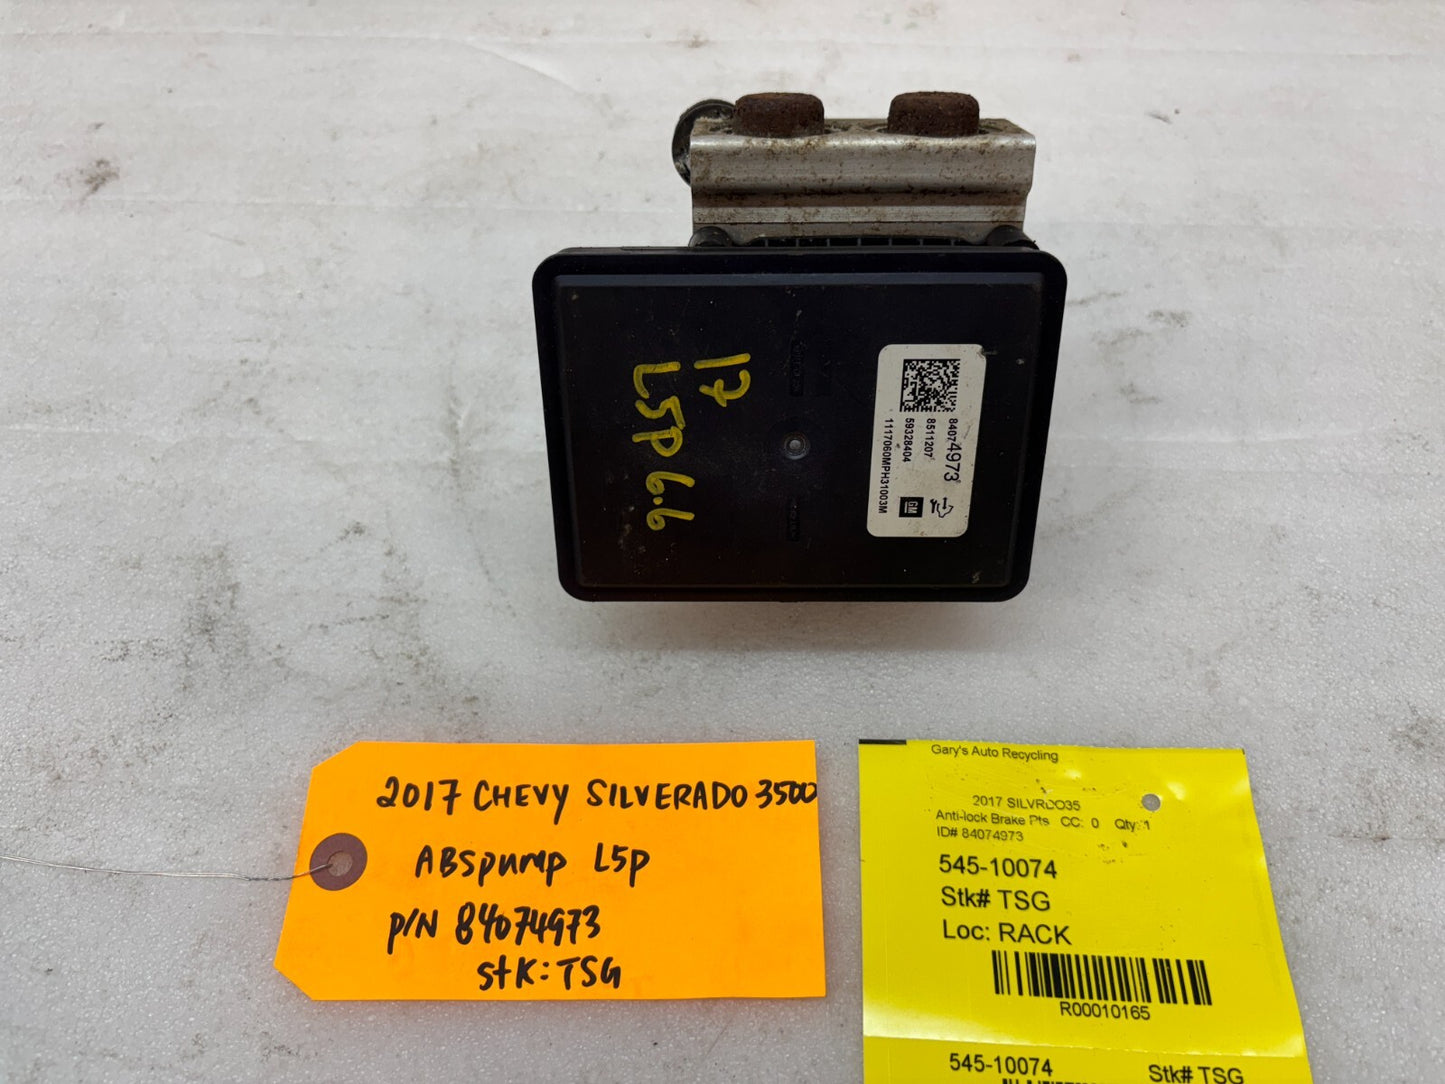 17
L5P 6.6
84074973
8511207
59328404
1117060MPH31003M
GM
2017 CHEVY SILVERADO 3500
ABS pump L5P
P/N 84074973
stK: TSG
Gary's Auto Recycling
2017 SILVRDO35
Anti-lock Brake Pts CC: 0 Qty: 1
ID# 84074973
545-10074
Stk# TSG
Loc: RACK
R00010165
545-10074 Stk# TSG